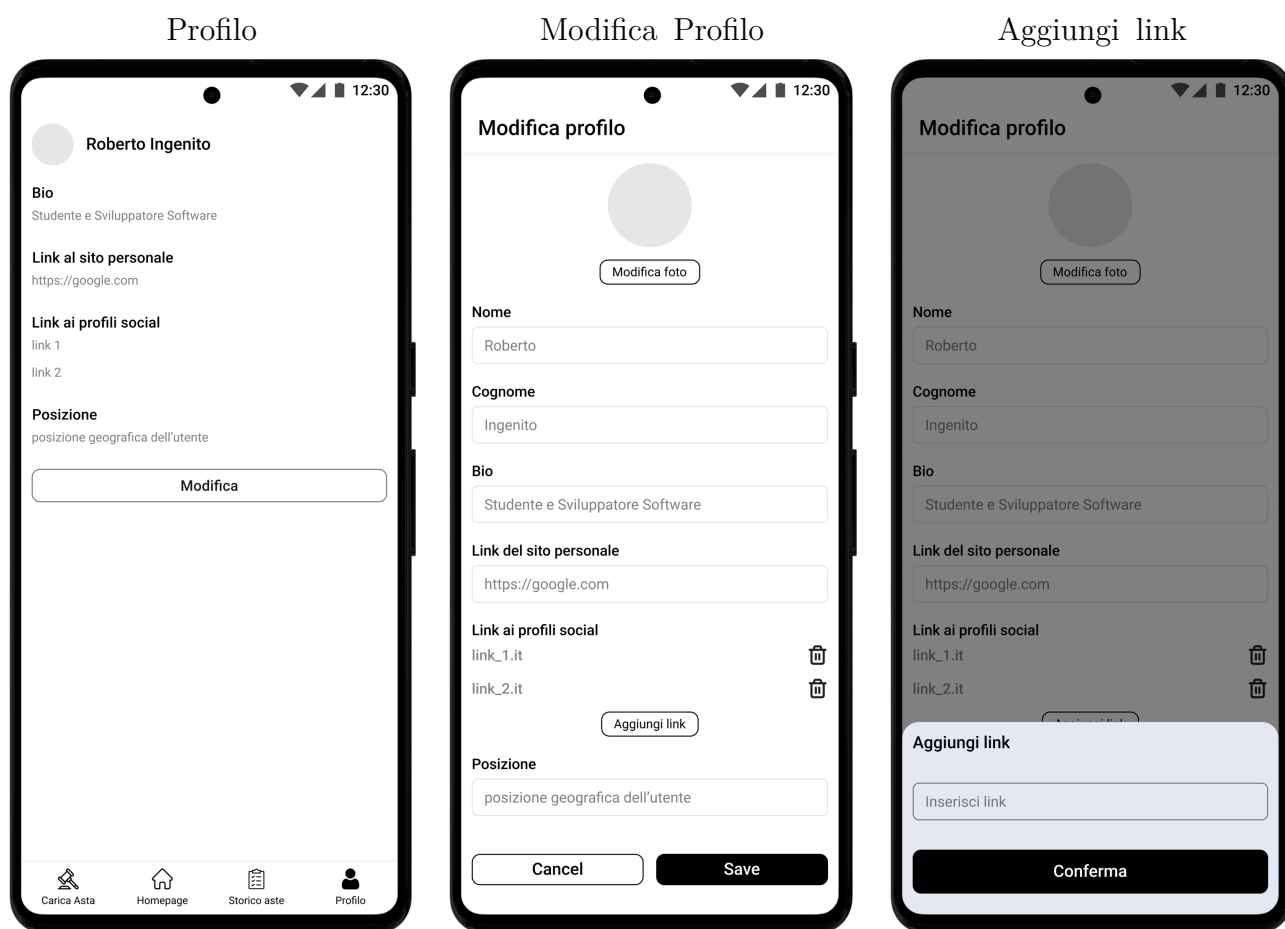 Profilo
12:30
Roberto Ingenito
Bio
Studente e Sviluppatore Software
Link al sito personale
https://google.com
Link ai profili social
link 1
link 2
Posizione
posizione geografica dell'utente
Modifica
Carica Asta
Homepage
Storico aste
Profilo
Modifica Profilo
12:30
Modifica profilo
Modifica foto
Nome
Roberto
Cognome
Ingenito
Bio
Studente e Sviluppatore Software
Link del sito personale
https://google.com
Link ai profili social
link_1.it
link_2.it
Aggiungi link
Posizione
posizione geografica dell'utente
Cancel
Save
Aggiungi link
12:30
Modifica profilo
Modifica foto
Nome
Roberto
Cognome
Ingenito
Bio
Studente e Sviluppatore Software
Link del sito personale
https://google.com
Link ai profili social
link_1.it
link_2.it
Aggiungi link
Aggiungi link
Inserisci link
Conferma